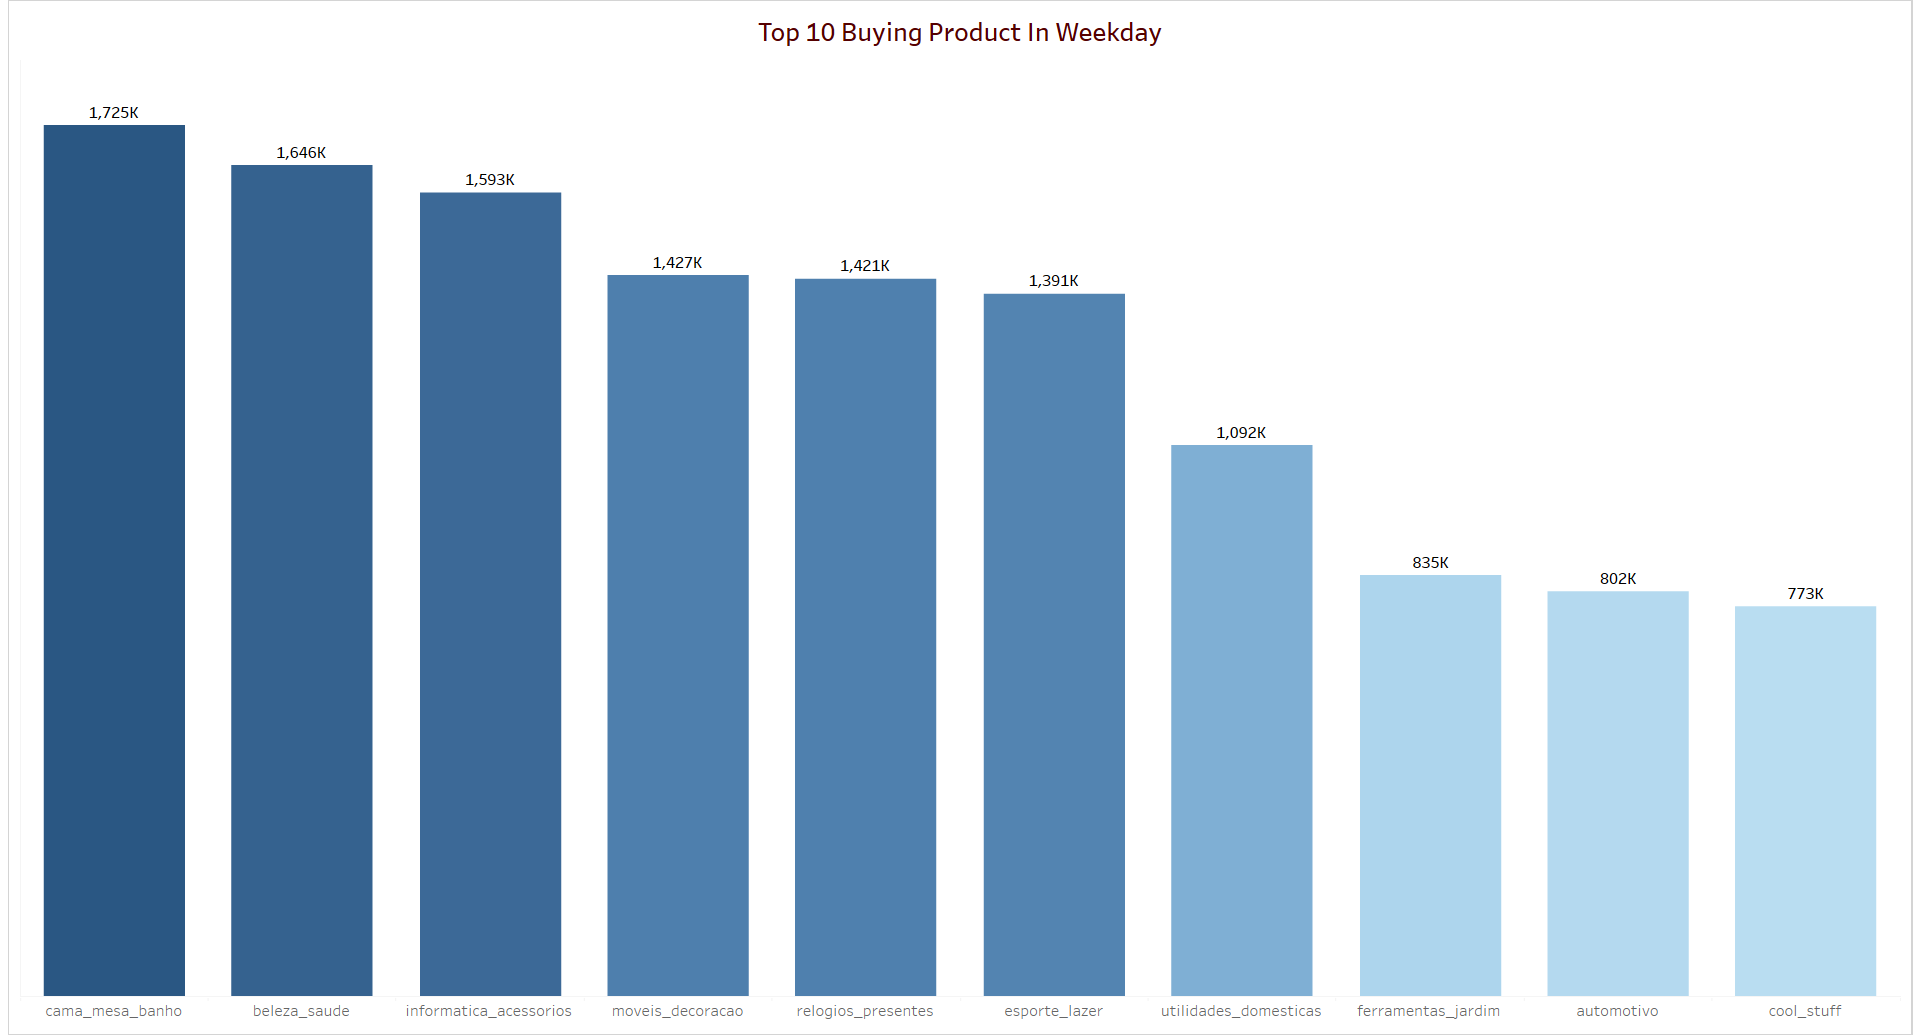 Top 10 Buying Product In Weekday
1,725K
1,646K
1,593K
1,427K
1,421K
1,391K
1,092K
835K
802K
773K
cama_mesa_banho
beleza_saude
informatica_acessorios
moveis_decoracao
relogios_presentes
esporte_lazer
utilidades_domesticas
ferramentas_jardim
automotivo
cool_stuff